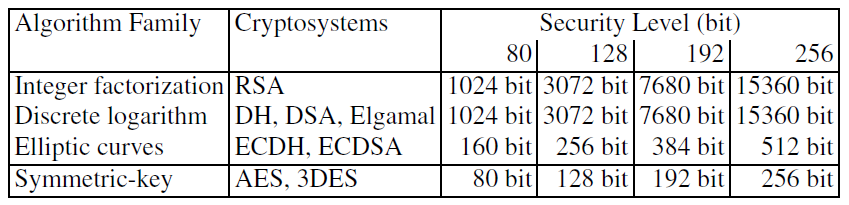 Algorithm Family Cryptosystems Security Level (bit)
80 128 192 256
Integer factorization RSA 1024 bit 3072 bit 7680 bit 15360 bit
Discrete logarithm DH, DSA, Elgamal 1024 bit 3072 bit 7680 bit 15360 bit
Elliptic curves ECDH, ECDSA 160 bit 256 bit 384 bit 512 bit
Symmetric-key AES, 3DES 80 bit 128 bit 192 bit 256 bit